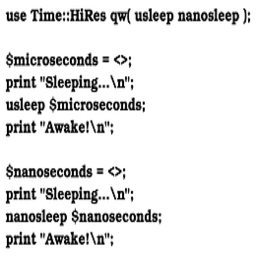 use Time::HiRes qw( usleep nanosleep );
$microseconds = <>;
print "Sleeping...\n";
usleep $microseconds;
print "Awake!\n";
$nanoseconds = <>;
print "Sleeping...\n";
nanosleep $nanoseconds;
print "Awake!\n";